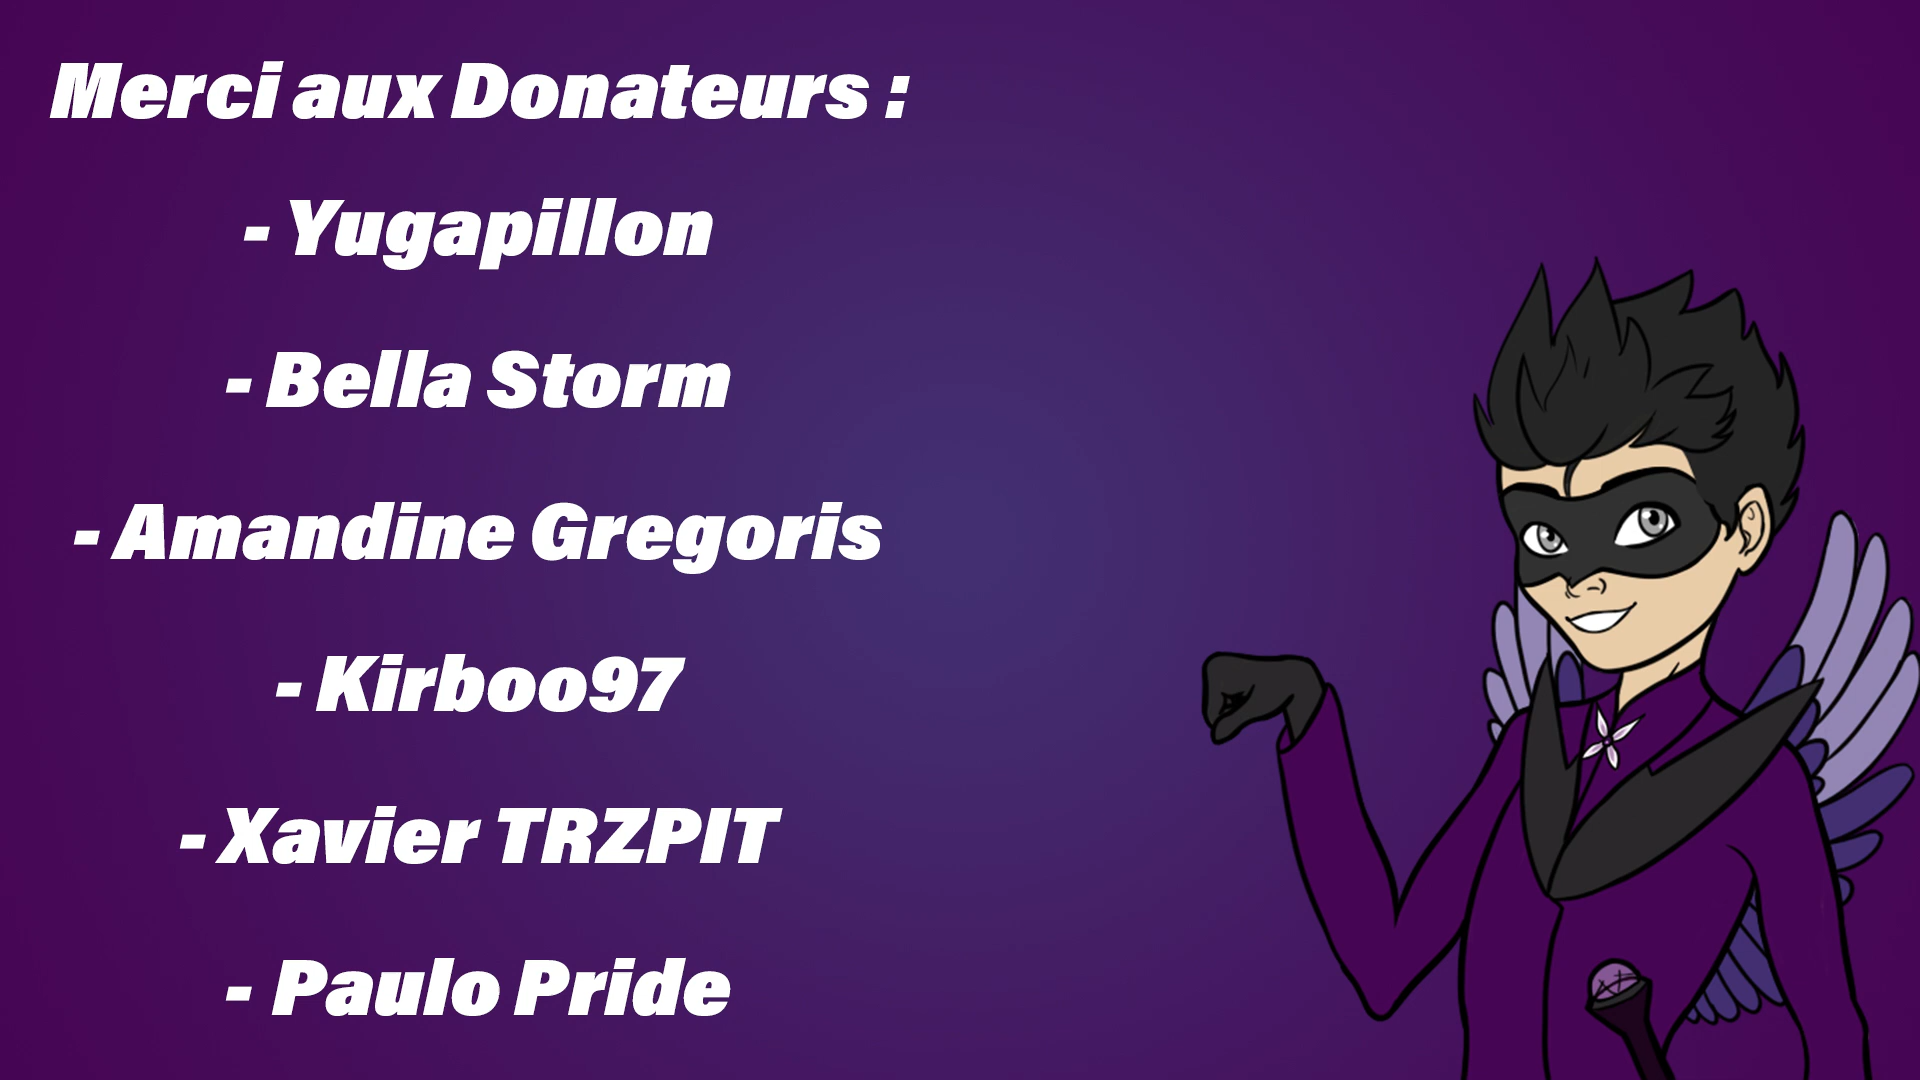 Merci aux Donateurs :
- Yugapillon
- Bella Storm
- Amandine Gregoris
- Kirboo97
- Xavier TRZPIT
- Paulo Pride